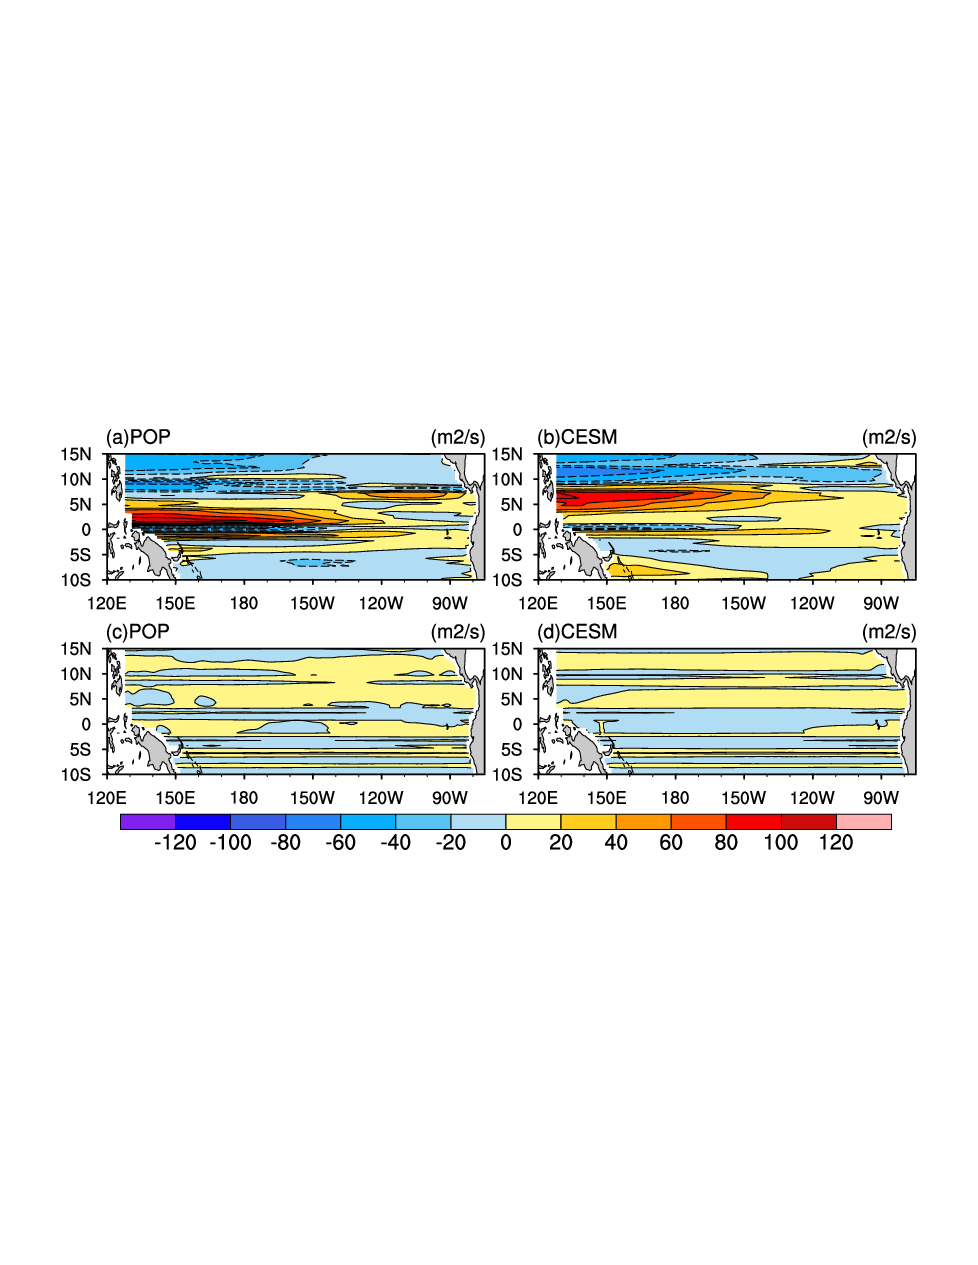 (a)POP (m2/s) (b)CESM (m2/s)
15N 15N
10N 10N
5N 5N
0 0
5S 5S
10S 10S
120E 150E 180 150W 120W 90W 120E 150E 180 150W 120W 90W
(c)POP (m2/s) (d)CESM (m2/s)
15N 15N
10N 10N
5N 5N
0 0
5S 5S
10S 10S
120E 150E 180 150W 120W 90W 120E 150E 180 150W 120W 90W
-120 -100 -80 -60 -40 -20 0 20 40 60 80 100 120